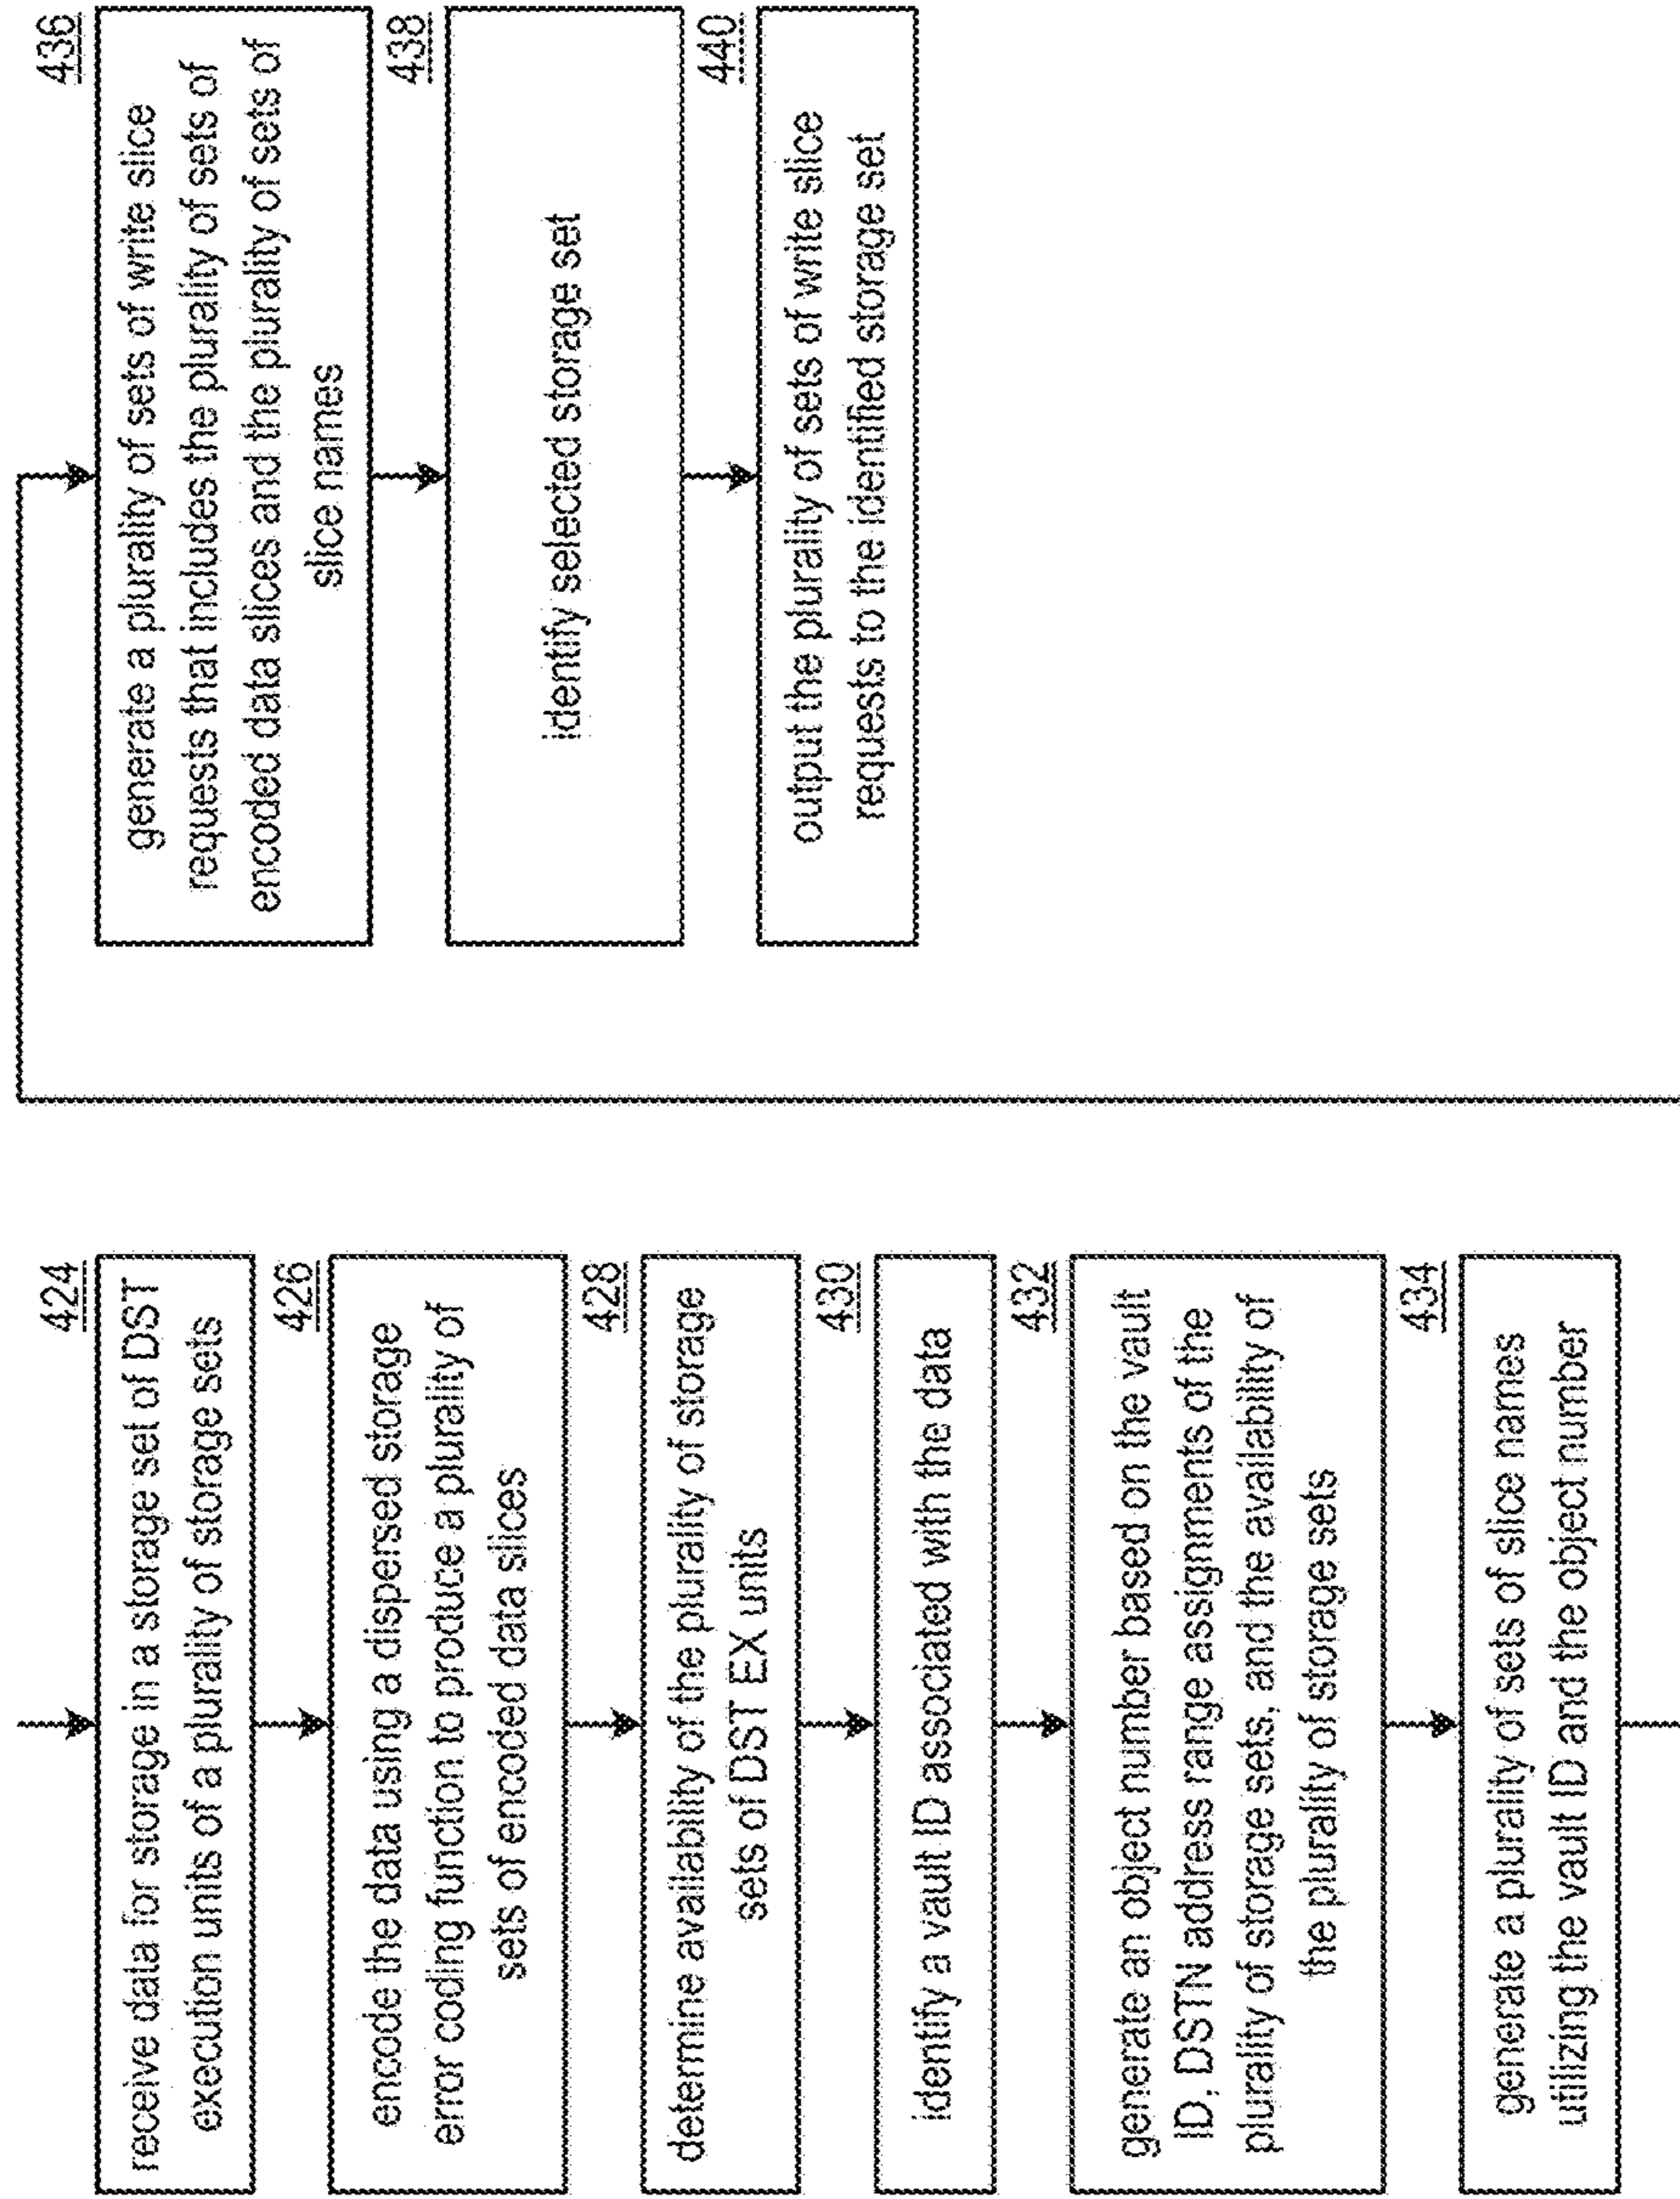 424
receive data for storage in a storage set of DST
execution units of a plurality of storage sets
426
encode the data using a dispersed storage
error coding function to produce a plurality of
sets of encoded data slices
428
determine availability of the plurality of storage
sets of DST EX units
430
identify a vault ID associated with the data
432
generate an object number based on the vault
ID, DSTN address range assignments of the
plurality of storage sets, and the availability of
the plurality of storage sets
434
generate a plurality of sets of slice names
utilizing the vault ID and the object number
436
generate a plurality of sets of write slice
requests that includes the plurality of sets of
encoded data slices and the plurality of sets of
slice names
438
identify selected storage set
440
output the plurality of sets of write slice
requests to the identified storage set